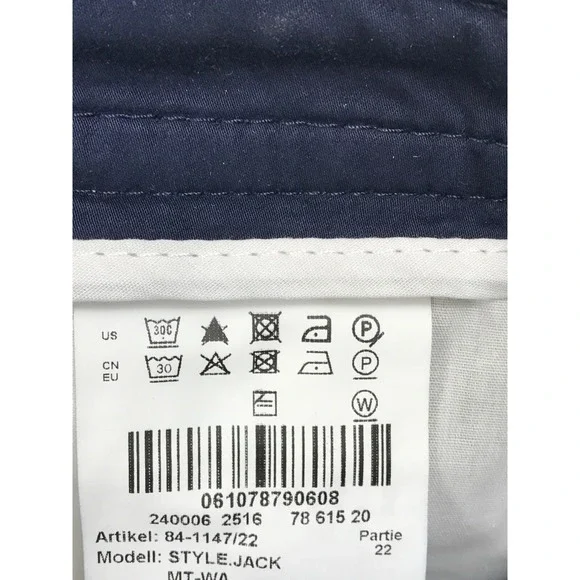 US 30C P
CN
EU 30 P
W
061078790608
240006 2516 78 615 20
Artikel: 84-1147/22 Partie
Modell: STYLE.JACK 22
MT-WA